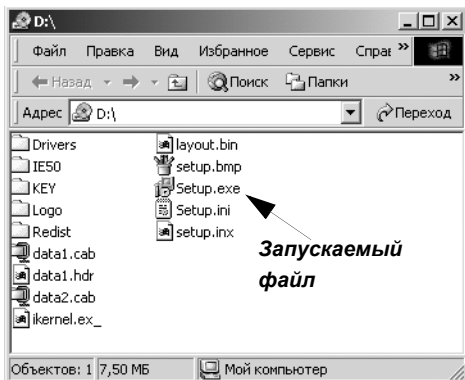 D:\
Файл Правка Вид Избранное Сервис Справ »
Назад Поиск Папки »
Адрес D:\ Переход
Drivers
IE50
KEY
Logo
Redist
data1.cab
data1.hdr
data2.cab
ikernel.ex_
layout.bin
setup.bmp
Setup.exe
Setup.ini
setup.inx
Запускаемый
файл
Объектов: 1 7,50 МБ Мой компьютер